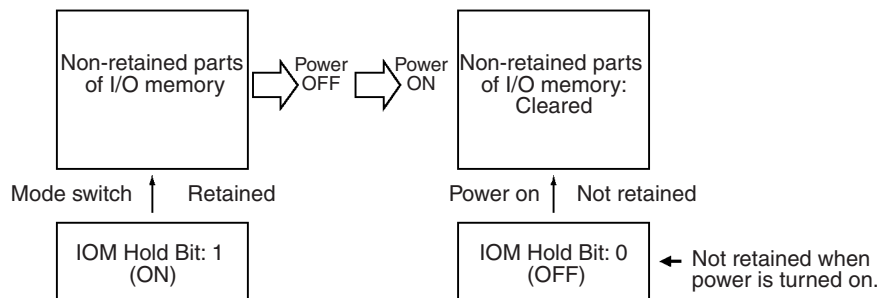 Non-retained parts
of I/O memory
Power
OFF
Power
ON
Non-retained parts
of I/O memory:
Cleared
Mode switch
Retained
Power on
Not retained
IOM Hold Bit: 1
(ON)
IOM Hold Bit: 0
(OFF)
Not retained when
power is turned on.